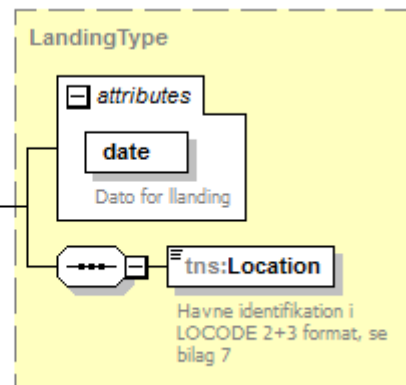 LandingType
attributes
date
Dato for llanding
tns:Location
Havne identifikation i
LOCODE 2+3 format, se
bilag 7